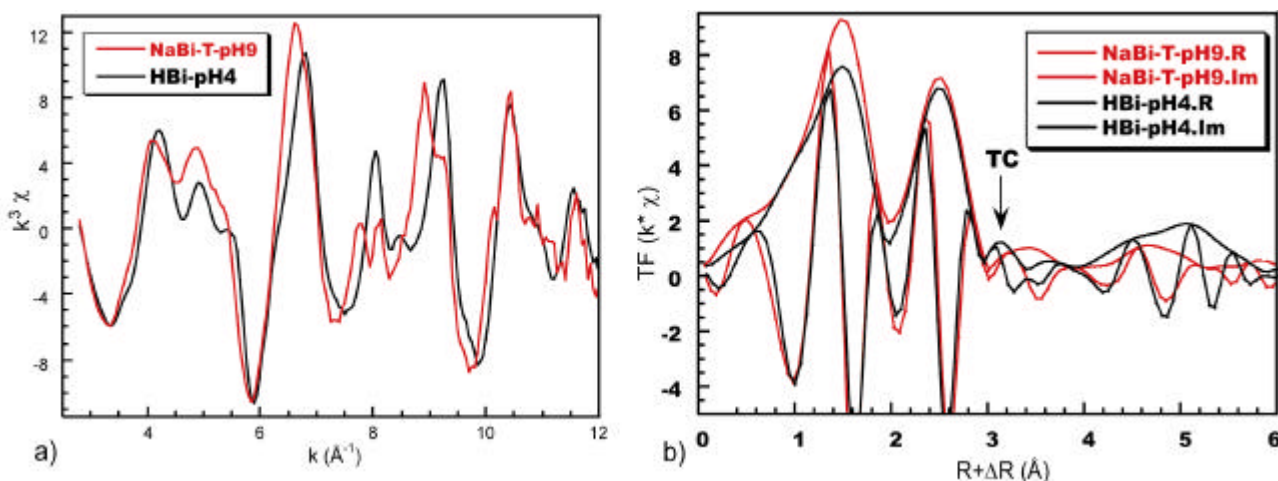 NaBi-T-pH9
HBi-pH4
12
8
4
0
-4
-8
k³ χ
4
6
8
10
12
k (Å⁻¹)
a)
NaBi-T-pH9.R
NaBi-T-pH9.Im
HBi-pH4.R
HBi-pH4.Im
TC
8
6
4
2
0
-2
-4
TF (k* χ)
0
1
2
3
4
5
6
R+ΔR (Å)
b)